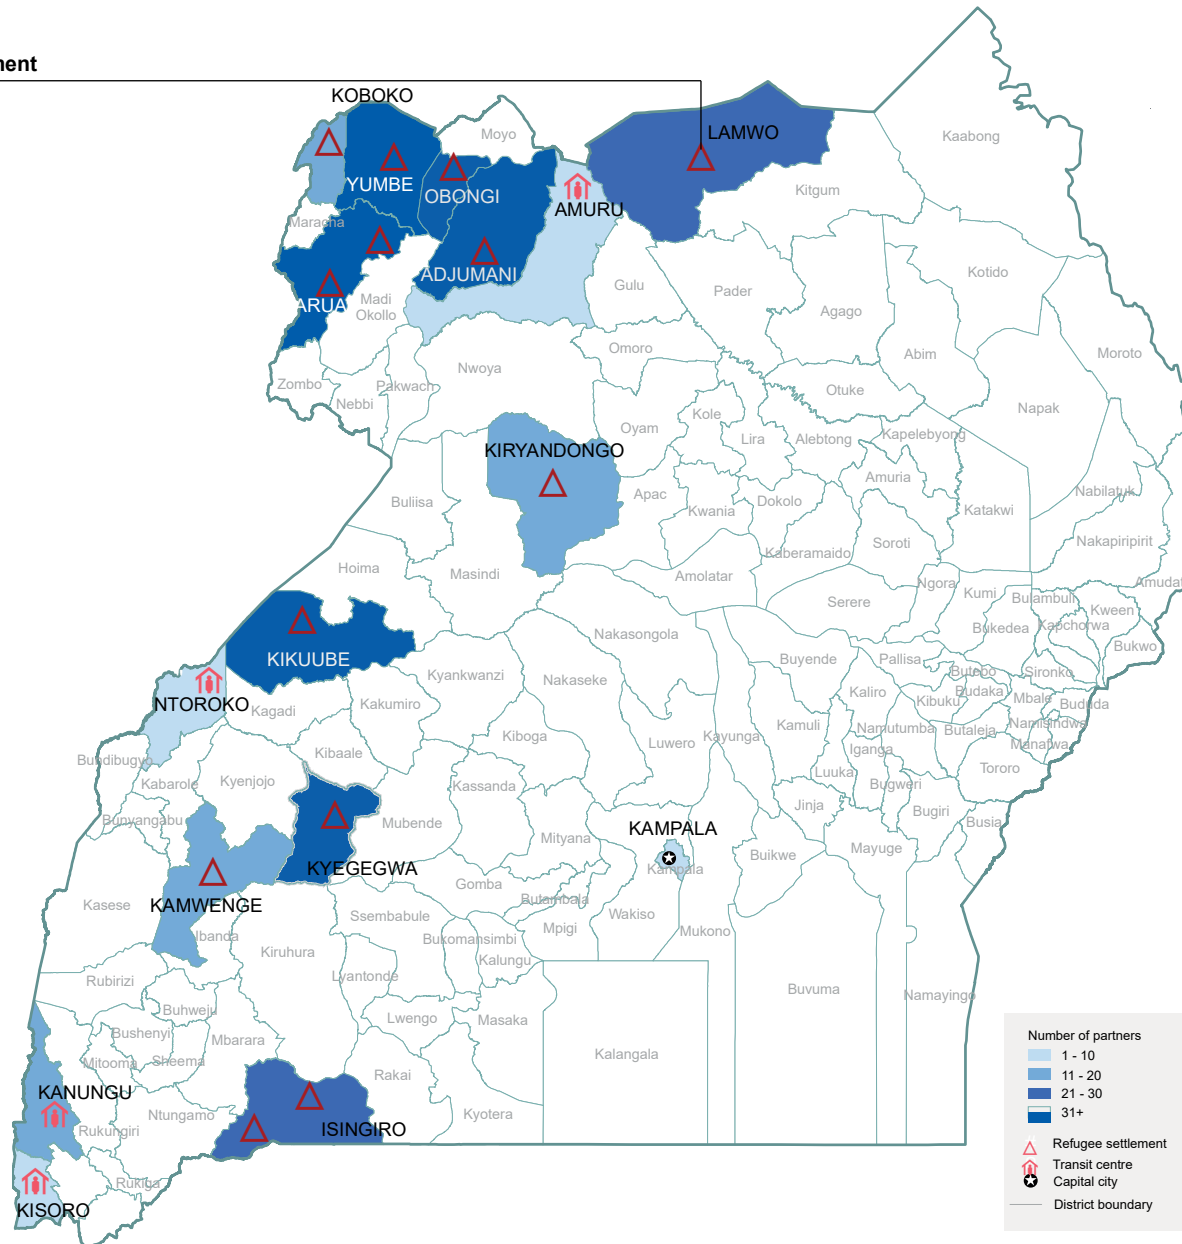 nent
KOBOKO
Moyo
LAMWO
Kaabong
YUMBE
OBONGI
Kitgum
AMURU
Maracha
ADJUMANI
Kotido
Gulu
Pader
Madi
Okollo
ARUA
Agago
Omoro
Abim
Moroto
Nwoya
Zombo
Pakwach
Otuke
Nebbi
Napak
Kole
Oyam
Lira
Alebtong
Kapelebyong
KIRYANDONGO
Amuria
Apac
Nabilatuk
Buliisa
Dokolo
Kwania
Katakwi
Nakapiripirit
Soroti
Kaberamaido
Hoima
Masindi
Amolatar
Ngora
Amudat
Kumi
Bulambuli
Serere
Kween
Kapchorwa
Bukedea
Nakasongola
Bukwo
KIKUUBE
Buyende
Pallisa
Butebo
Sironko
Kyankwanzi
Nakaseke
Budaka
NTOROKO
Kaliro
Kibuku
Mbale
Bududa
Kagadi
Kakumiro
Kamuli
Namutumba
Butaleja
Namisindwa
Kiboga
Kayunga
Luwero
Iganga
Manafwa
Kibaale
Bundibugyo
Luuka
Tororo
Kabarole
Kyenjojo
Kassanda
Bugweri
Jinja
Bugiri
Bunyangabu
Mubende
Busia
KAMPALA
Mityana
Mayuge
Buikwe
KYEGEGWA
Kampala
Gomba
Butambala
KAMWENGE
Kasese
Ssembabule
Wakiso
Mpigi
Mukono
Ibanda
Bukomansimbi
Kiruhura
Kalungu
Lyantonde
Rubirizi
Buvuma
Namayingo
Buhweju
Lwengo
Masaka
Bushenyi
Mbarara
Kalangala
Mitooma
Sheema
Rakai
KANUNGU
Ntungamo
Kyotera
Rukungiri
ISINGIRO
Rukiga
KISORO
Number of partners
1 - 10
11 - 20
21 - 30
31+
Refugee settlement
Transit centre
Capital city
District boundary